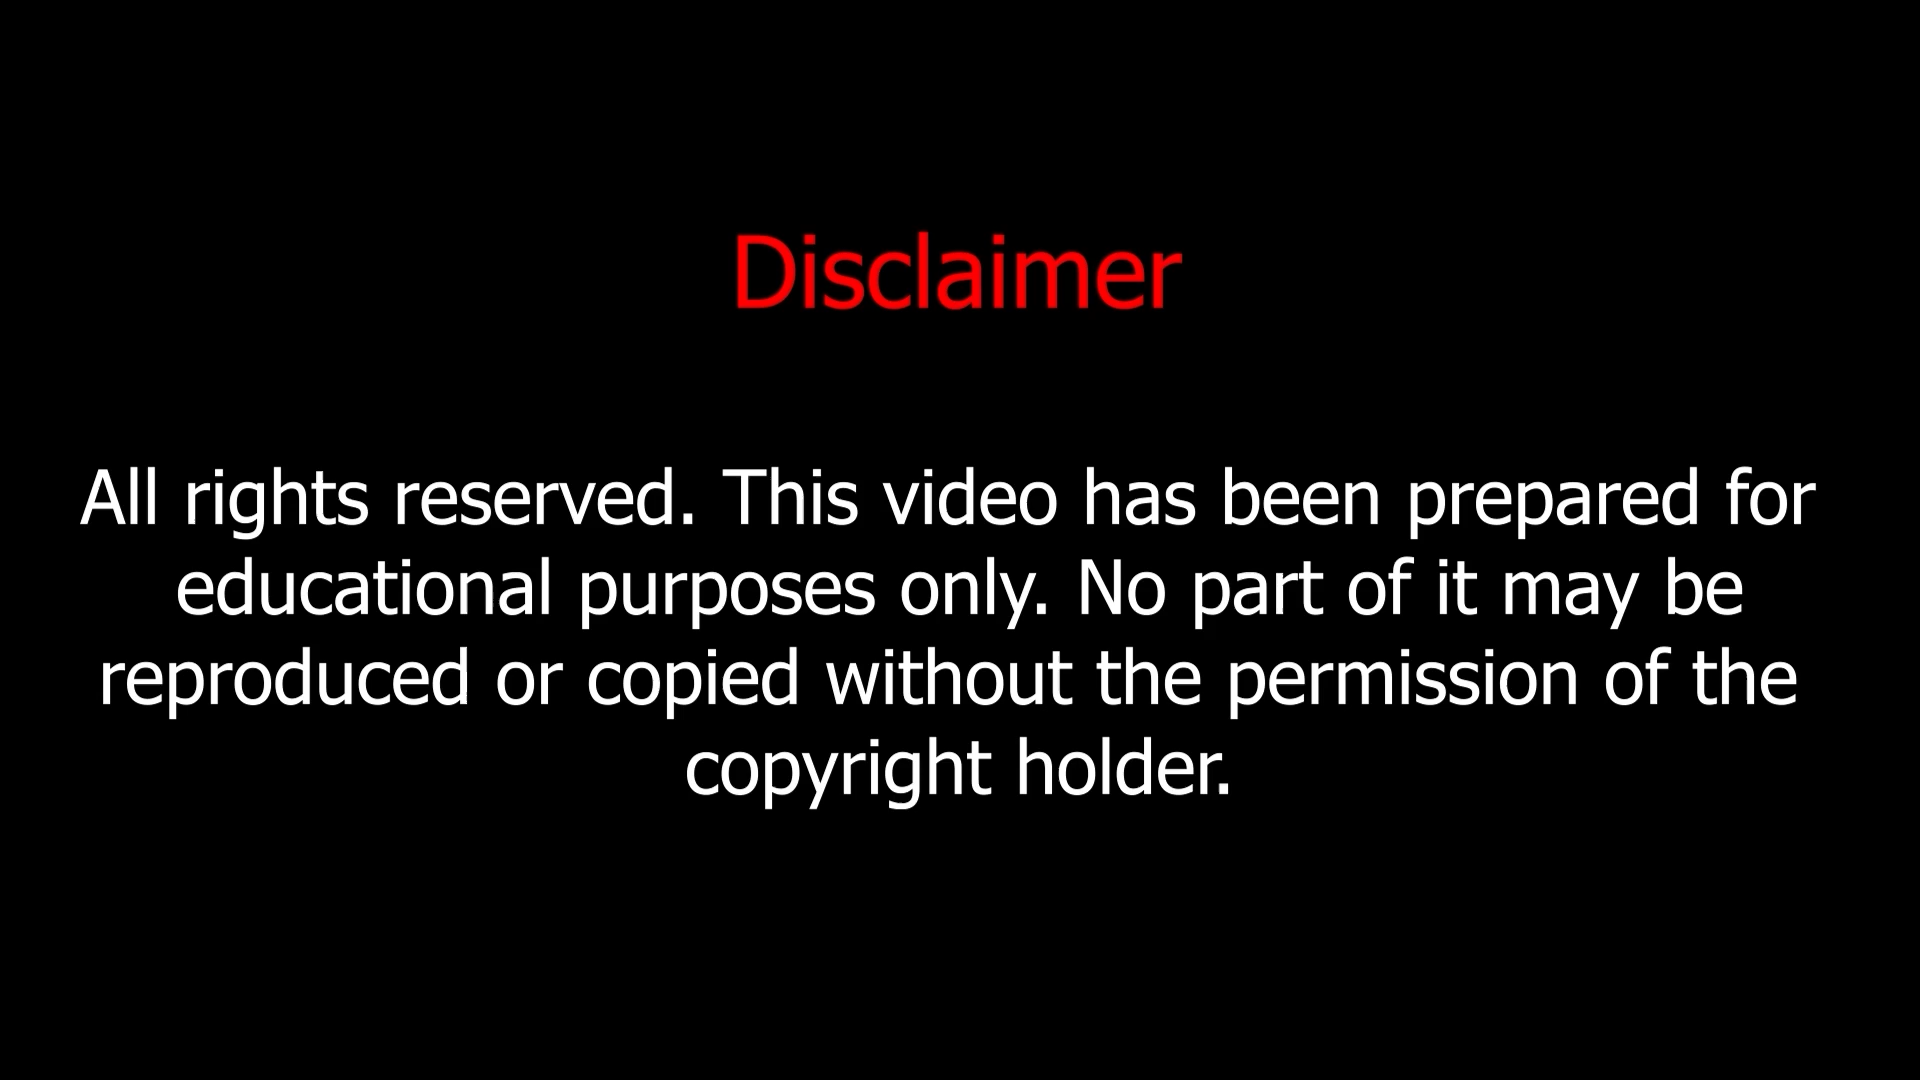 Disclaimer
All rights reserved. This video has been prepared for
educational purposes only. No part of it may be
reproduced or copied without the permission of the
copyright holder.